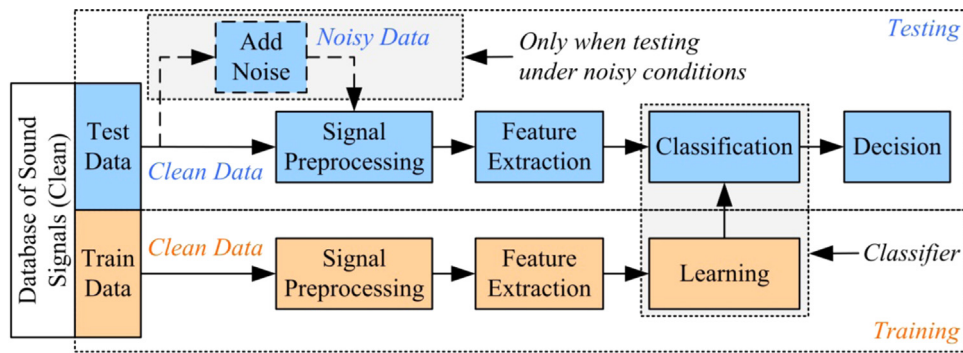 Testing
Add
Noise
Noisy Data
Only when testing
under noisy conditions
Database of Sound
Signals (Clean)
Test
Data
Clean Data
Signal
Preprocessing
Feature
Extraction
Classification
Decision
Train
Data
Clean Data
Signal
Preprocessing
Feature
Extraction
Learning
Classifier
Training